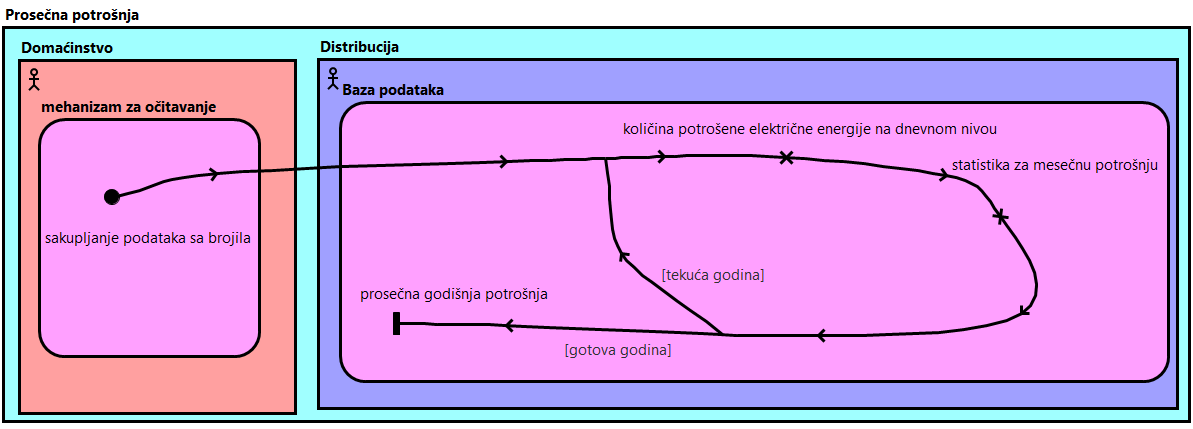 Prosečna potrošnja
Domaćinstvo
Distribucija
mehanizam za očitavanje
Baza podataka
količina potrošene električne energije na dnevnom nivou
statistika za mesečnu potrošnju
sakupljanje podataka sa brojila
[tekuća godina]
prosečna godišnja potrošnja
[gotova godina]